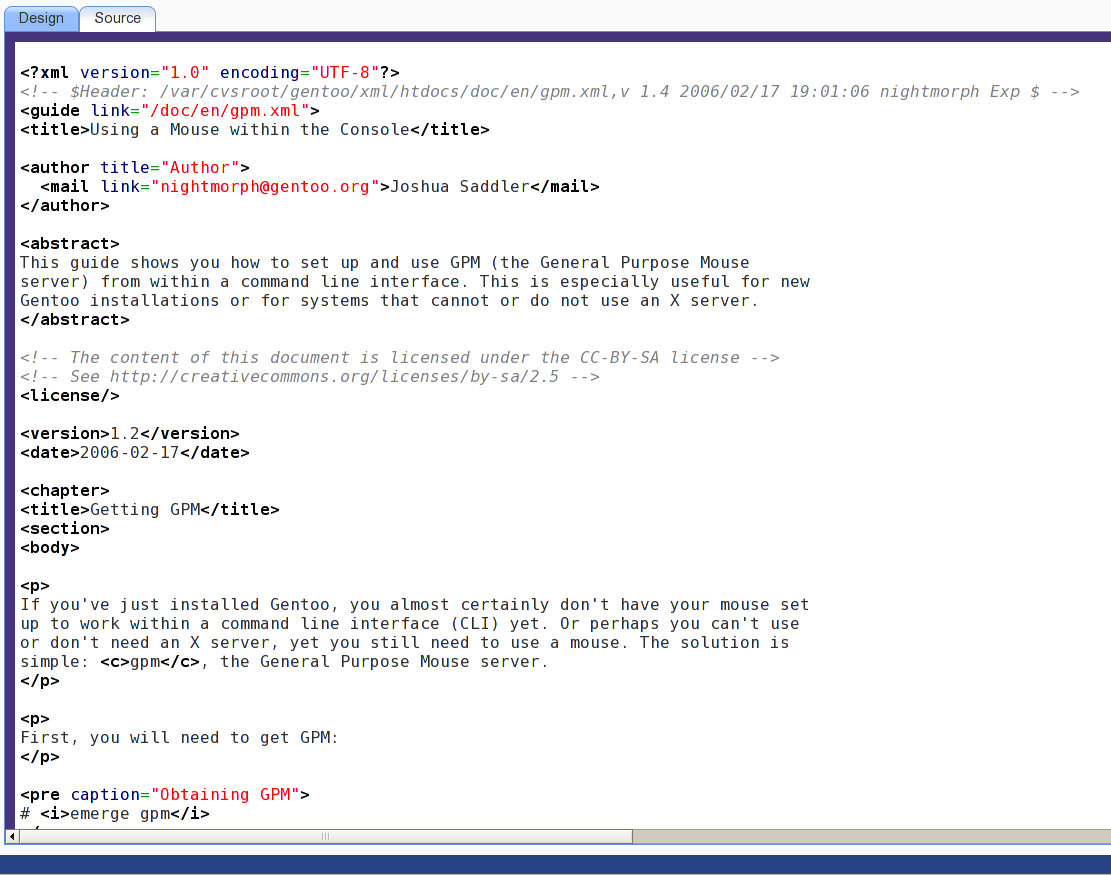 Design Source
<?xml version="1.0" encoding="UTF-8"?>
<!-- $Header: /var/cvsroot/gentoo/xml/htdocs/doc/en/gpm.xml,v 1.4 2006/02/17 19:01:06 nightmorph Exp $ -->
<guide link="/doc/en/gpm.xml">
<title>Using a Mouse within the Console</title>
<author title="Author">
<mail link="nightmorph@gentoo.org">Joshua Saddler</mail>
</author>
<abstract>
This guide shows you how to set up and use GPM (the General Purpose Mouse
server) from within a command line interface. This is especially useful for new
Gentoo installations or for systems that cannot or do not use an X server.
</abstract>
<!-- The content of this document is licensed under the CC-BY-SA license -->
<!-- See http://creativecommons.org/licenses/by-sa/2.5 -->
<license/>
<version>1.2</version>
<date>2006-02-17</date>
<chapter>
<title>Getting GPM</title>
<section>
<body>
<p>
If you've just installed Gentoo, you almost certainly don't have your mouse set
up to work within a command line interface (CLI) yet. Or perhaps you can't use
or don't need an X server, yet you still need to use a mouse. The solution is
simple: <c>gpm</c>, the General Purpose Mouse server.
</p>
<p>
First, you will need to get GPM:
</p>
<pre caption="Obtaining GPM">
# <i>emerge gpm</i>